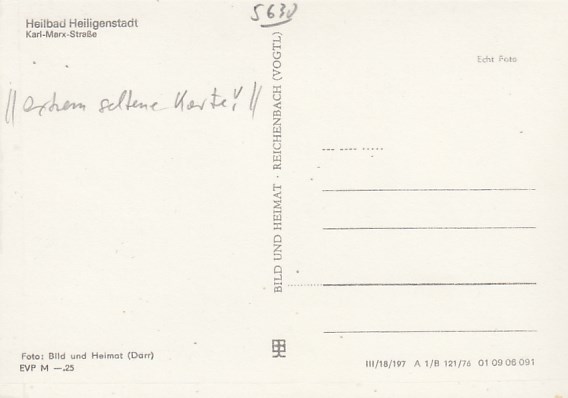 5630
Heilbad Heiligenstadt
Karl-Marx-Straße
Echt Foto
|| extrem seltene Karte! ||
BILD UND HEIMAT · REICHENBACH (VOGTL)
Foto: Bild und Heimat (Darr)
EVP M —.25
III/18/197 A 1/B 121/76 01 09 06 091